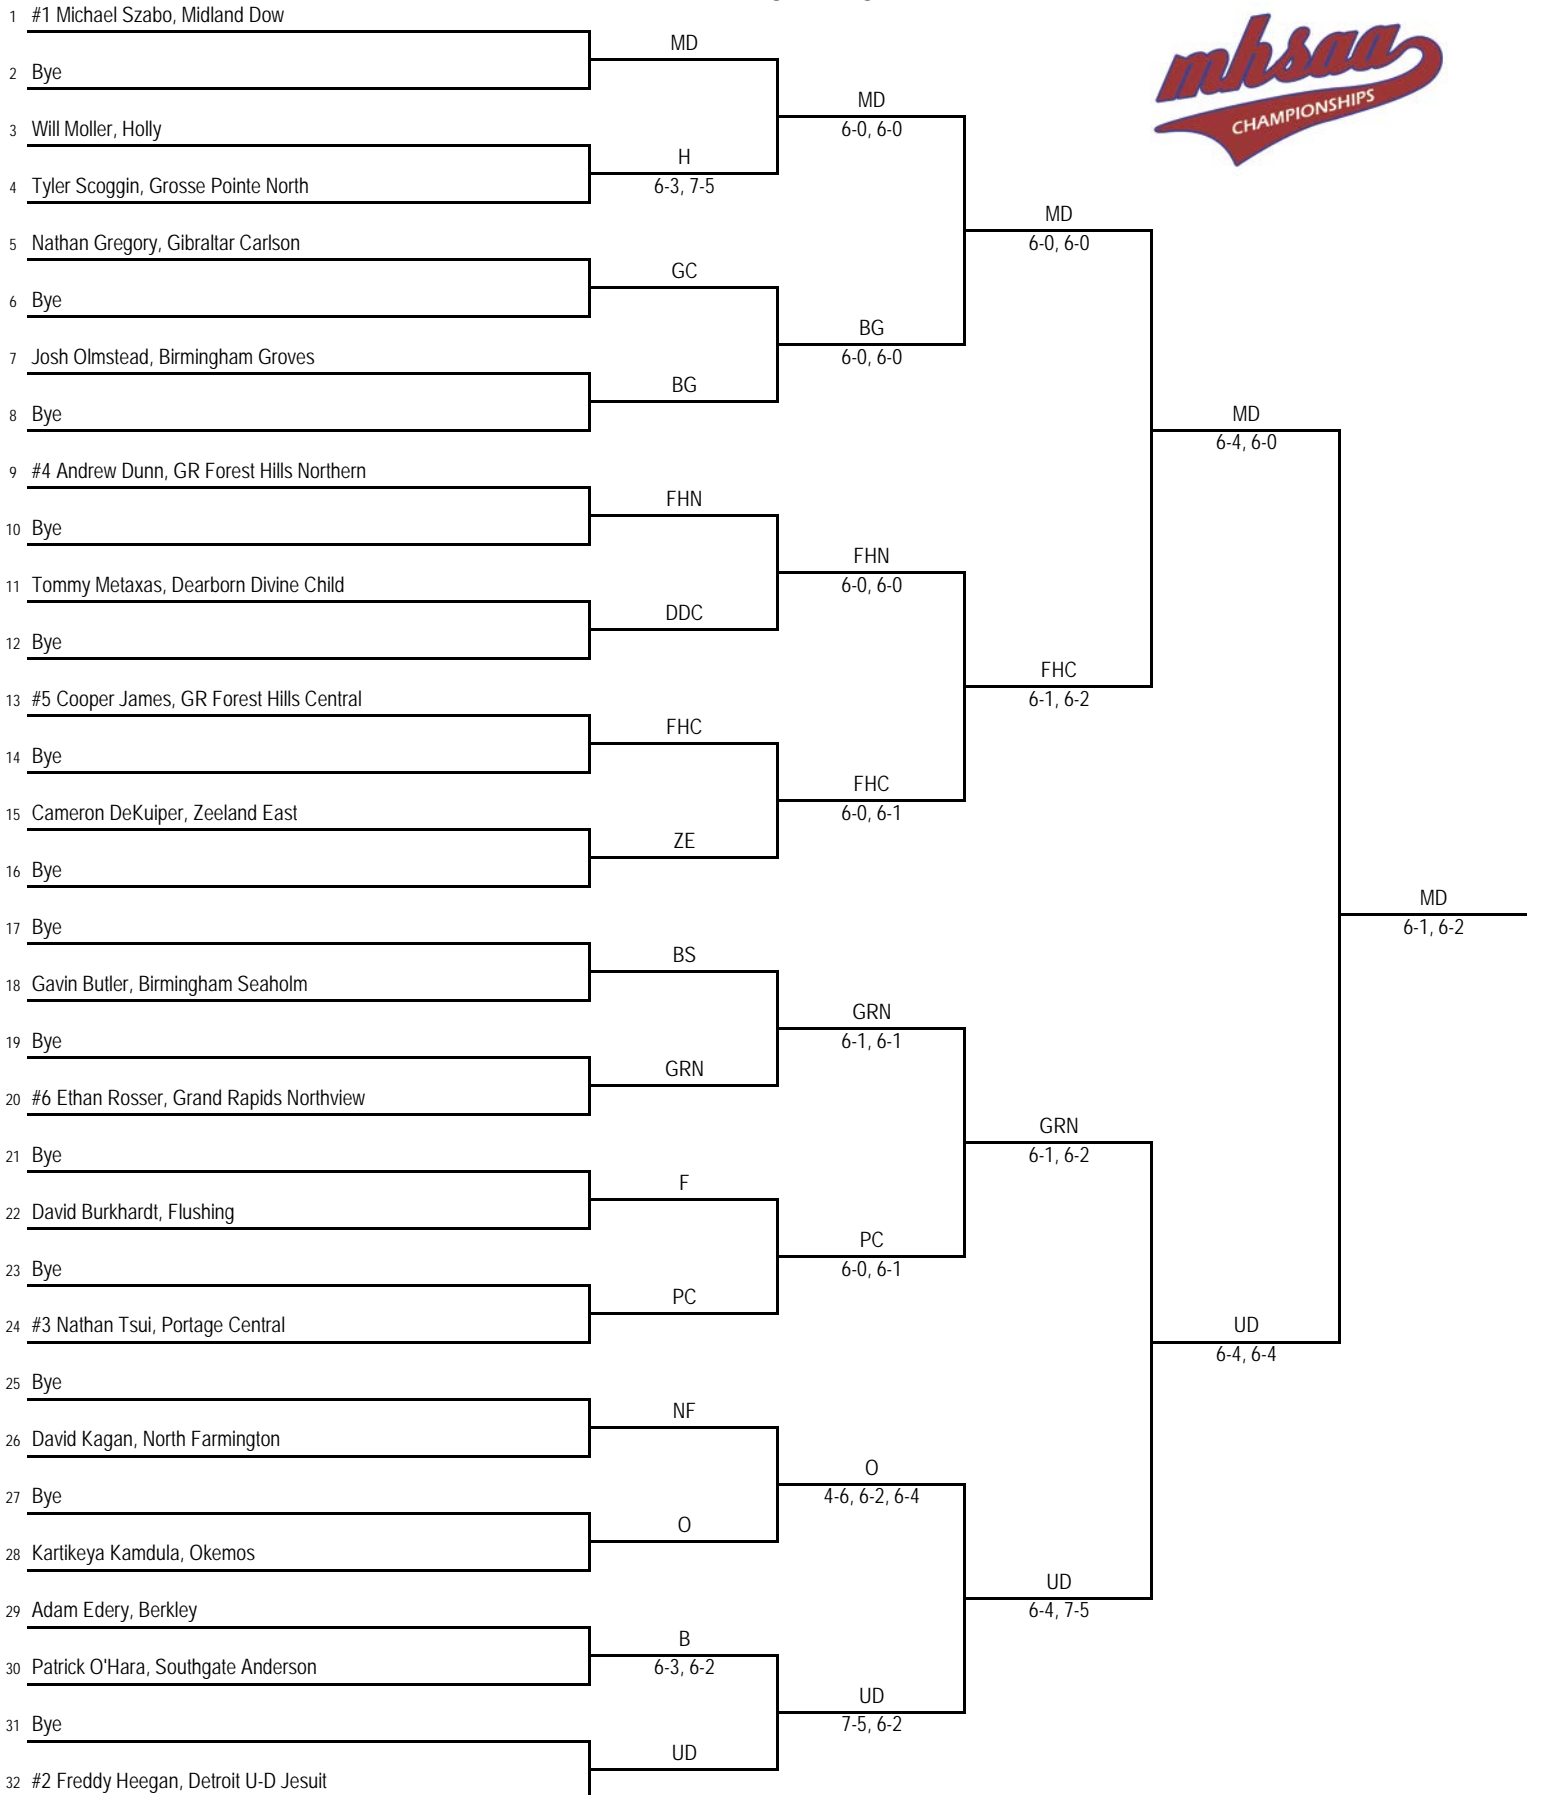 1 #1 Michael Szabo, Midland Dow
2 Bye
3 Will Moller, Holly
4 Tyler Scoggin, Grosse Pointe North
5 Nathan Gregory, Gibraltar Carlson
6 Bye
7 Josh Olmstead, Birmingham Groves
8 Bye
9 #4 Andrew Dunn, GR Forest Hills Northern
10 Bye
11 Tommy Metaxas, Dearborn Divine Child
12 Bye
13 #5 Cooper James, GR Forest Hills Central
14 Bye
15 Cameron DeKuiper, Zeeland East
16 Bye
17 Bye
18 Gavin Butler, Birmingham Seaholm
19 Bye
20 #6 Ethan Rosser, Grand Rapids Northview
21 Bye
22 David Burkhardt, Flushing
23 Bye
24 #3 Nathan Tsui, Portage Central
25 Bye
26 David Kagan, North Farmington
27 Bye
28 Kartikeya Kamdula, Okemos
29 Adam Edery, Berkley
30 Patrick O'Hara, Southgate Anderson
31 Bye
32 #2 Freddy Heegan, Detroit U-D Jesuit
MD
H
6-3, 7-5
GC
BG
FHN
DDC
FHC
ZE
BS
GRN
F
PC
NF
O
B
6-3, 6-2
UD
MD
6-0, 6-0
BG
6-0, 6-0
FHN
6-0, 6-0
FHC
6-0, 6-1
GRN
6-1, 6-1
PC
6-0, 6-1
O
4-6, 6-2, 6-4
UD
7-5, 6-2
MD
6-0, 6-0
FHC
6-1, 6-2
GRN
6-1, 6-2
UD
6-4, 7-5
MD
6-4, 6-0
UD
6-4, 6-4
MD
6-1, 6-2
mhsaa
CHAMPIONSHIPS